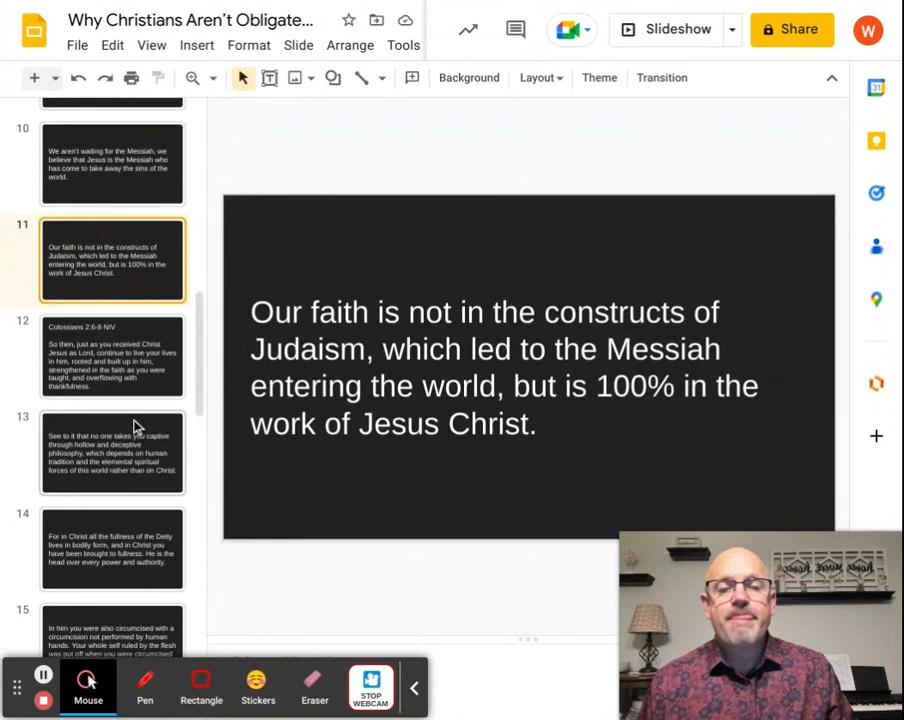 Why Christians Aren't Obligate...
File Edit View Insert Format Slide Arrange Tools
Slideshow
Share
W
Background Layout Theme Transition
31
10
We aren't waiting for the Messiah, we
believe that Jesus is the Messiah who
has come to take away the sins of the
world.
11
Our faith is not in the constructs of
Judaism, which led to the Messiah
entering the world, but is 100% in the
work of Jesus Christ.
12
Colossians 2:6-8 NIV
So then, just as you received Christ
Jesus as Lord, continue to live your lives
in him, rooted and built up in him,
strengthened in the faith as you were
taught, and overflowing with
thankfulness.
13
See to it that no one takes you captive
through hollow and deceptive
philosophy, which depends on human
tradition and the elemental spiritual
forces of this world rather than on Christ.
14
For in Christ all the fullness of the Deity
lives in bodily form, and in Christ you
have been brought to fullness. He is the
head over every power and authority.
15
In him you were also circumcised with a
circumcision not performed by human
hands. Your whole self ruled by the flesh
was put off when you were circumcised
Our faith is not in the constructs of
Judaism, which led to the Messiah
entering the world, but is 100% in the
work of Jesus Christ.
Mouse
Pen
Rectangle
Stickers
Eraser
STOP
WEBCAM